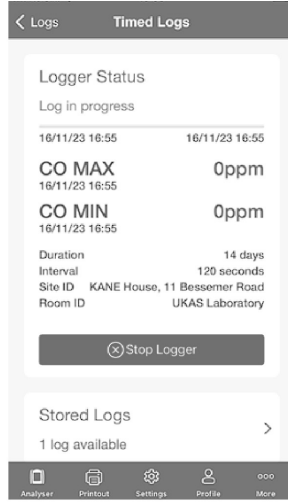 Logs Timed Logs
Logger Status
Log in progress
16/11/23 16:55 16/11/23 16:55
CO MAX 0ppm
16/11/23 16:55
CO MIN 0ppm
16/11/23 16:55
Duration 14 days
Interval 120 seconds
Site ID KANE House, 11 Bessemer Road
Room ID UKAS Laboratory
Stop Logger
Stored Logs
1 log available
Analyser Printout Settings Profile More